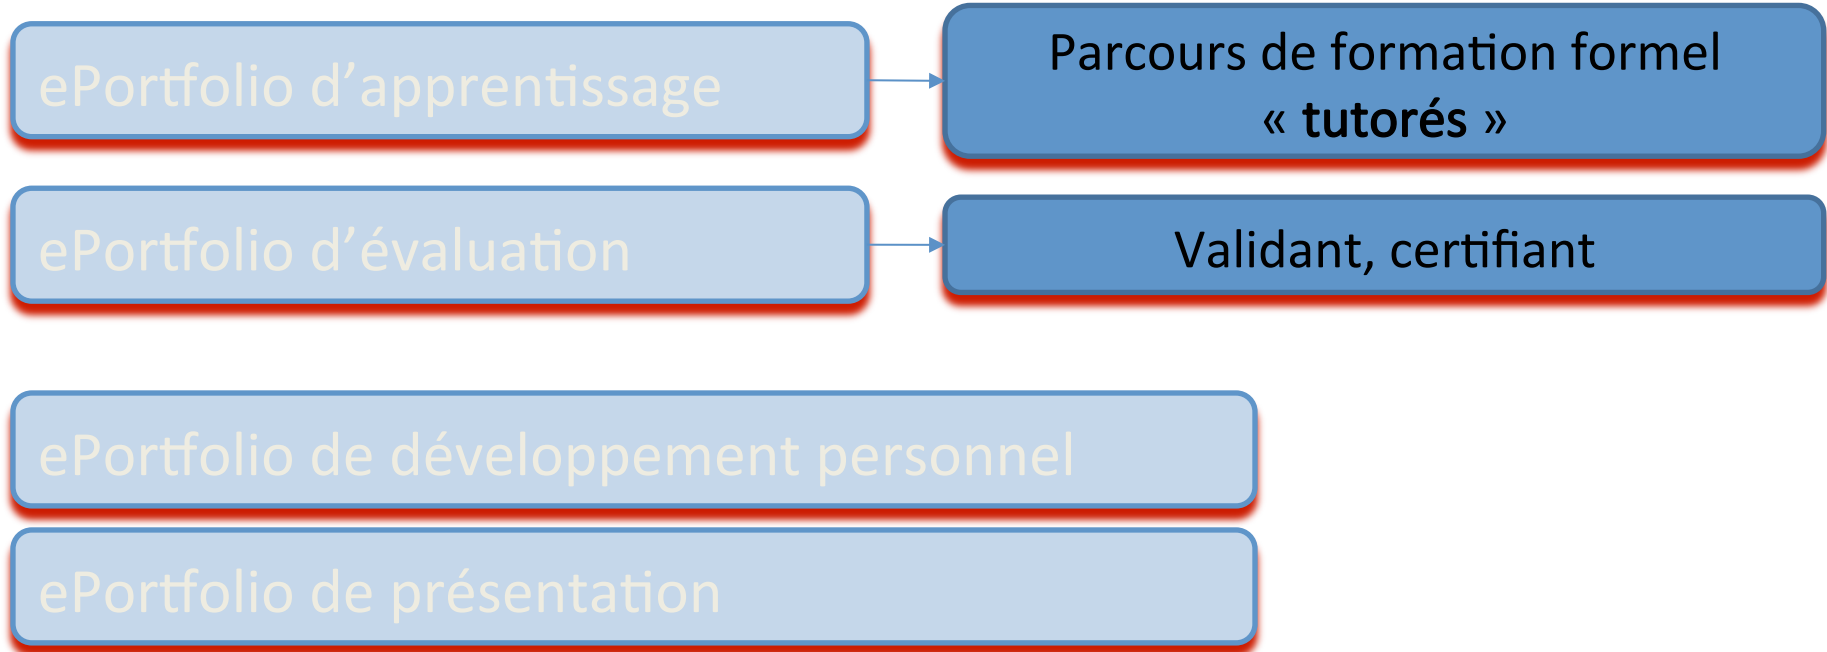 ePortfolio d’apprentissage
Parcours de formation formel
« tutorés »
ePortfolio d’évaluation
Validant, certifiant
ePortfolio de développement personnel
ePortfolio de présentation